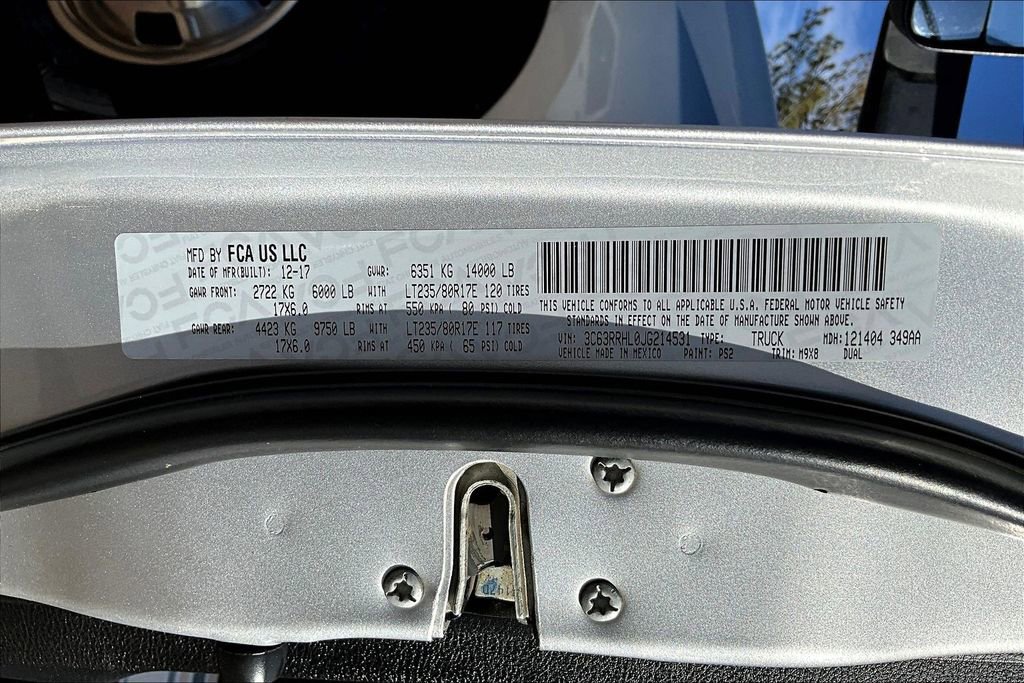 MFD BY FCA US LLC
DATE OF MFR(BUILT): 12-17 GVWR: 6351 KG 14000 LB
GAWR FRONT: 2722 KG 6000 LB WITH LT235/80R17E 120 TIRES
17X6.0 RIMS AT 550 KPA ( 80 PSI) COLD
GAWR REAR: 4423 KG 9750 LB WITH LT235/80R17E 117 TIRES
17X6.0 RIMS AT 450 KPA ( 65 PSI) COLD
THIS VEHICLE CONFORMS TO ALL APPLICABLE U.S.A. FEDERAL MOTOR VEHICLE SAFETY
STANDARDS IN EFFECT ON THE DATE OF MANUFACTURE SHOWN ABOVE.
VIN: 3C63RRHL0JG214531 TYPE: TRUCK MDH: 121404 349AA
VEHICLE MADE IN MEXICO PAINT: PS2 TRIM: M9X8 DUAL